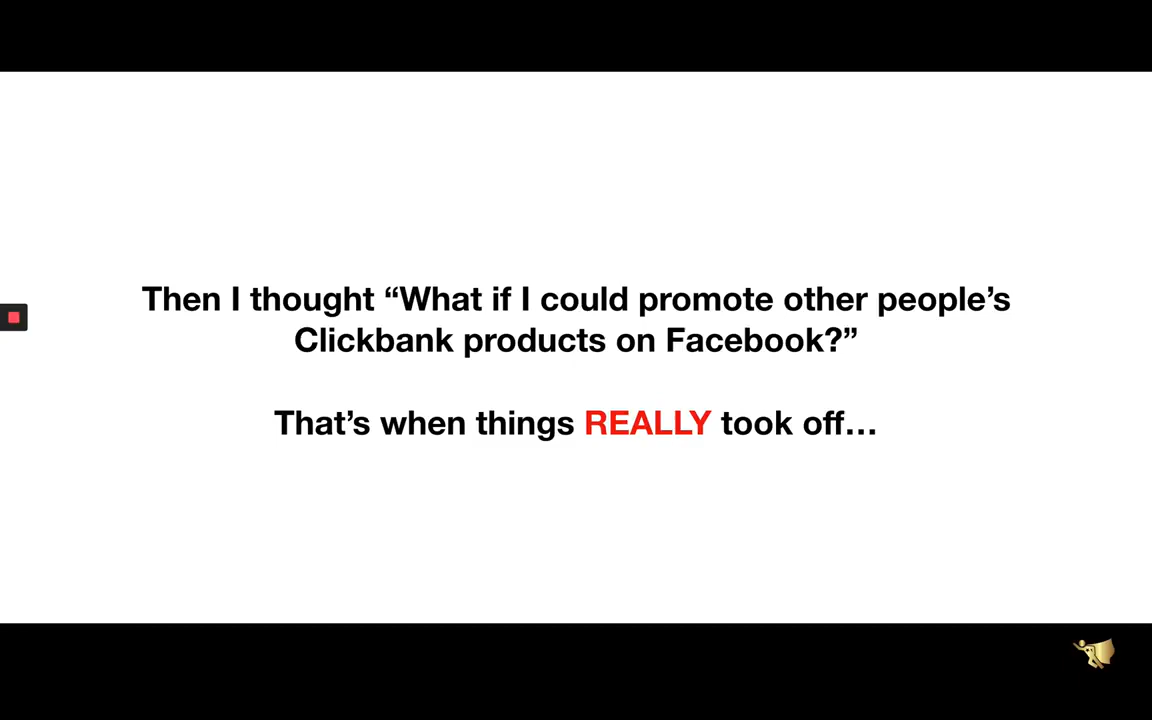 Then I thought “What if I could promote other people’s
Clickbank products on Facebook?”
That’s when things REALLY took off…